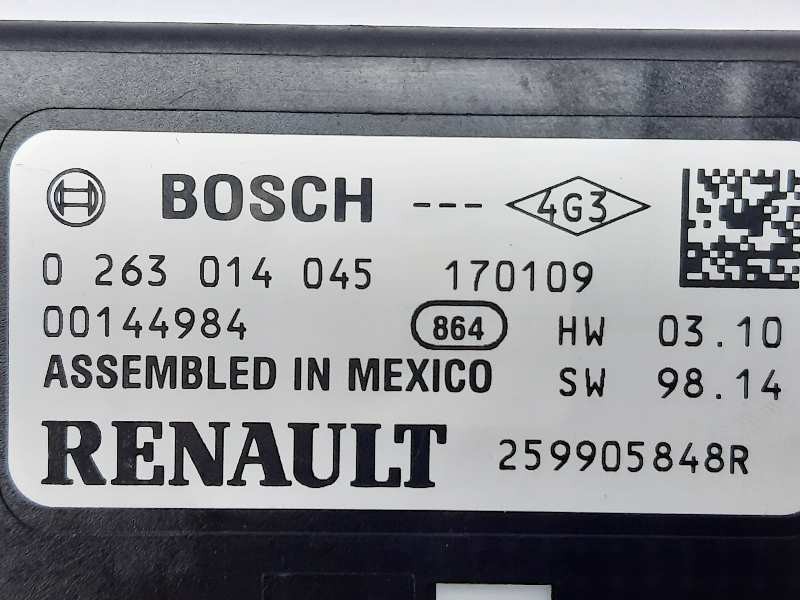 BOSCH --- 4G3
0 263 014 045 170109
00144984 864 HW 03.10
ASSEMBLED IN MEXICO SW 98.14
RENAULT 259905848R